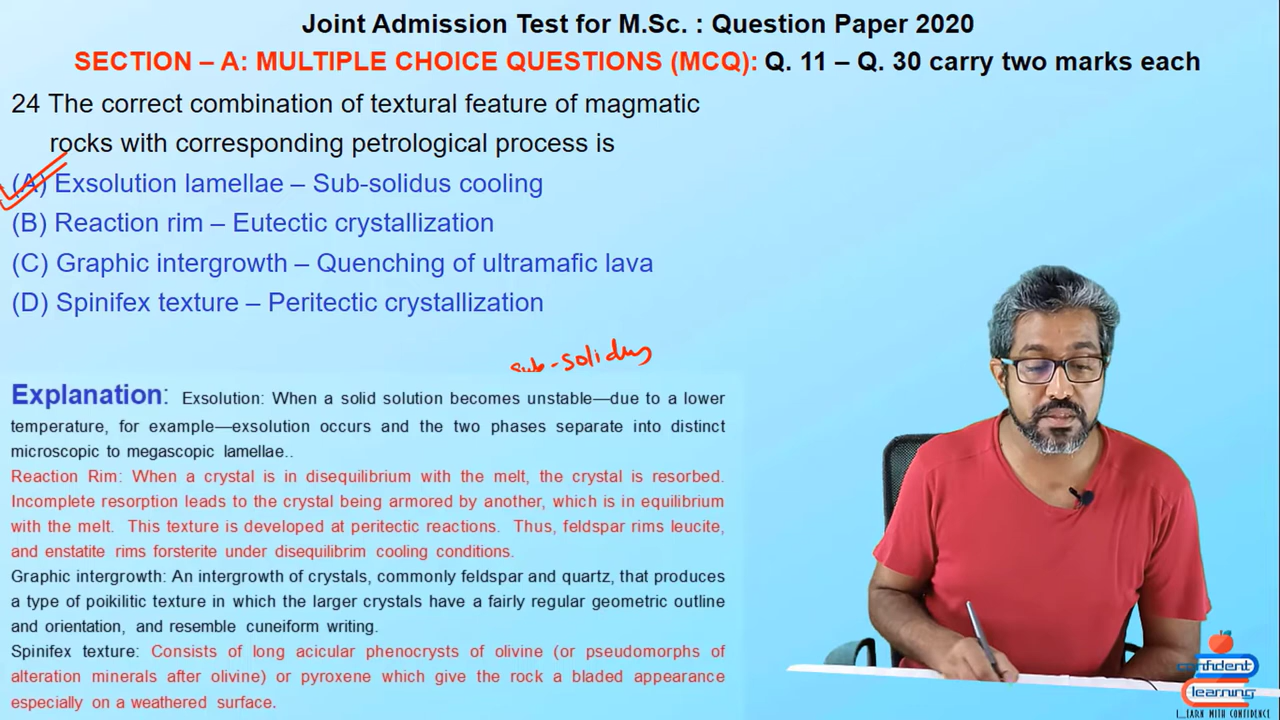 Joint Admission Test for M.Sc. : Question Paper 2020
SECTION – A: MULTIPLE CHOICE QUESTIONS (MCQ): Q. 11 – Q. 30 carry two marks each
24 The correct combination of textural feature of magmatic
rocks with corresponding petrological process is
(A) Exsolution lamellae – Sub-solidus cooling
(B) Reaction rim – Eutectic crystallization
(C) Graphic intergrowth – Quenching of ultramafic lava
(D) Spinifex texture – Peritectic crystallization
Sub-solidus
Explanation: Exsolution: When a solid solution becomes unstable—due to a lower
temperature, for example—exsolution occurs and the two phases separate into distinct
microscopic to megascopic lamellae..
Reaction Rim: When a crystal is in disequilibrium with the melt, the crystal is resorbed.
Incomplete resorption leads to the crystal being armored by another, which is in equilibrium
with the melt. This texture is developed at peritectic reactions. Thus, feldspar rims leucite,
and enstatite rims forsterite under disequilibrim cooling conditions.
Graphic intergrowth: An intergrowth of crystals, commonly feldspar and quartz, that produces
a type of poikilitic texture in which the larger crystals have a fairly regular geometric outline
and orientation, and resemble cuneiform writing.
Spinifex texture: Consists of long acicular phenocrysts of olivine (or pseudomorphs of
alteration minerals after olivine) or pyroxene which give the rock a bladed appearance
especially on a weathered surface.
confident
learning
LEARN WITH CONFIDENCE